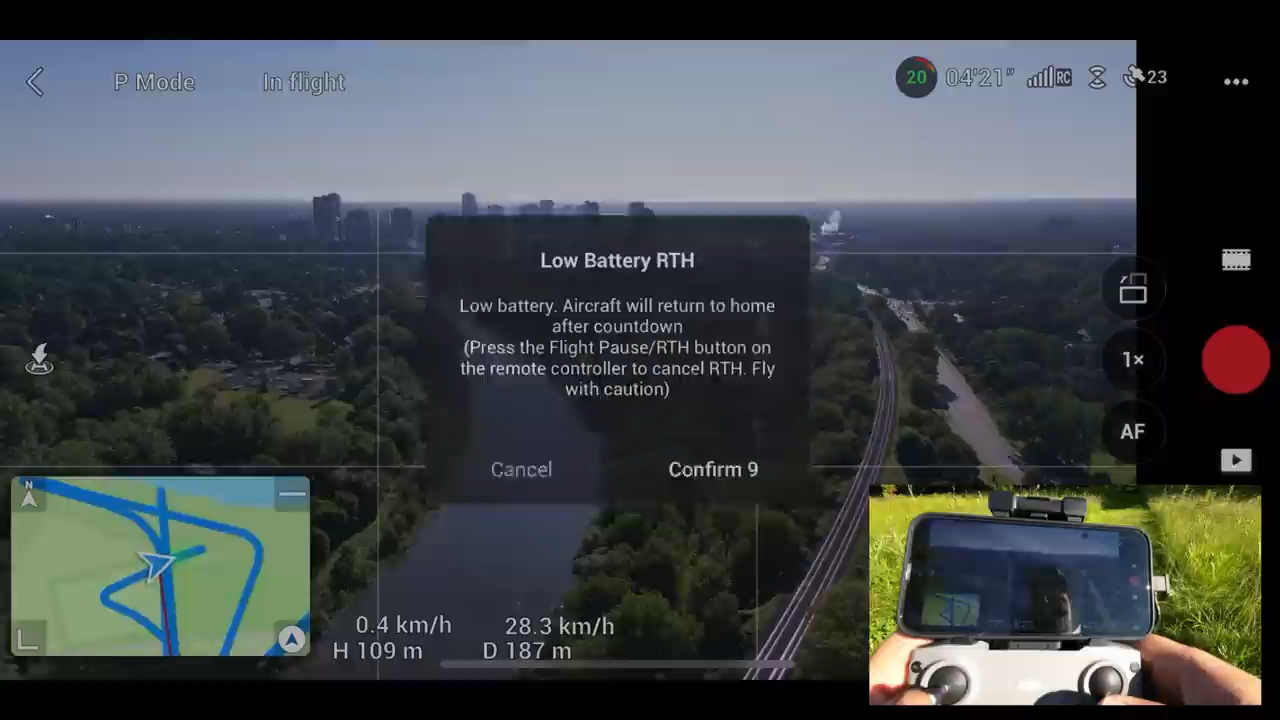 P Mode
In flight
20
04'21"
RC
23
Low Battery RTH
Low battery. Aircraft will return to home
after countdown
(Press the Flight Pause/RTH button on
the remote controller to cancel RTH. Fly
with caution)
Cancel
Confirm 9
1×
AF
N
0.4 km/h
28.3 km/h
H 109 m
D 187 m